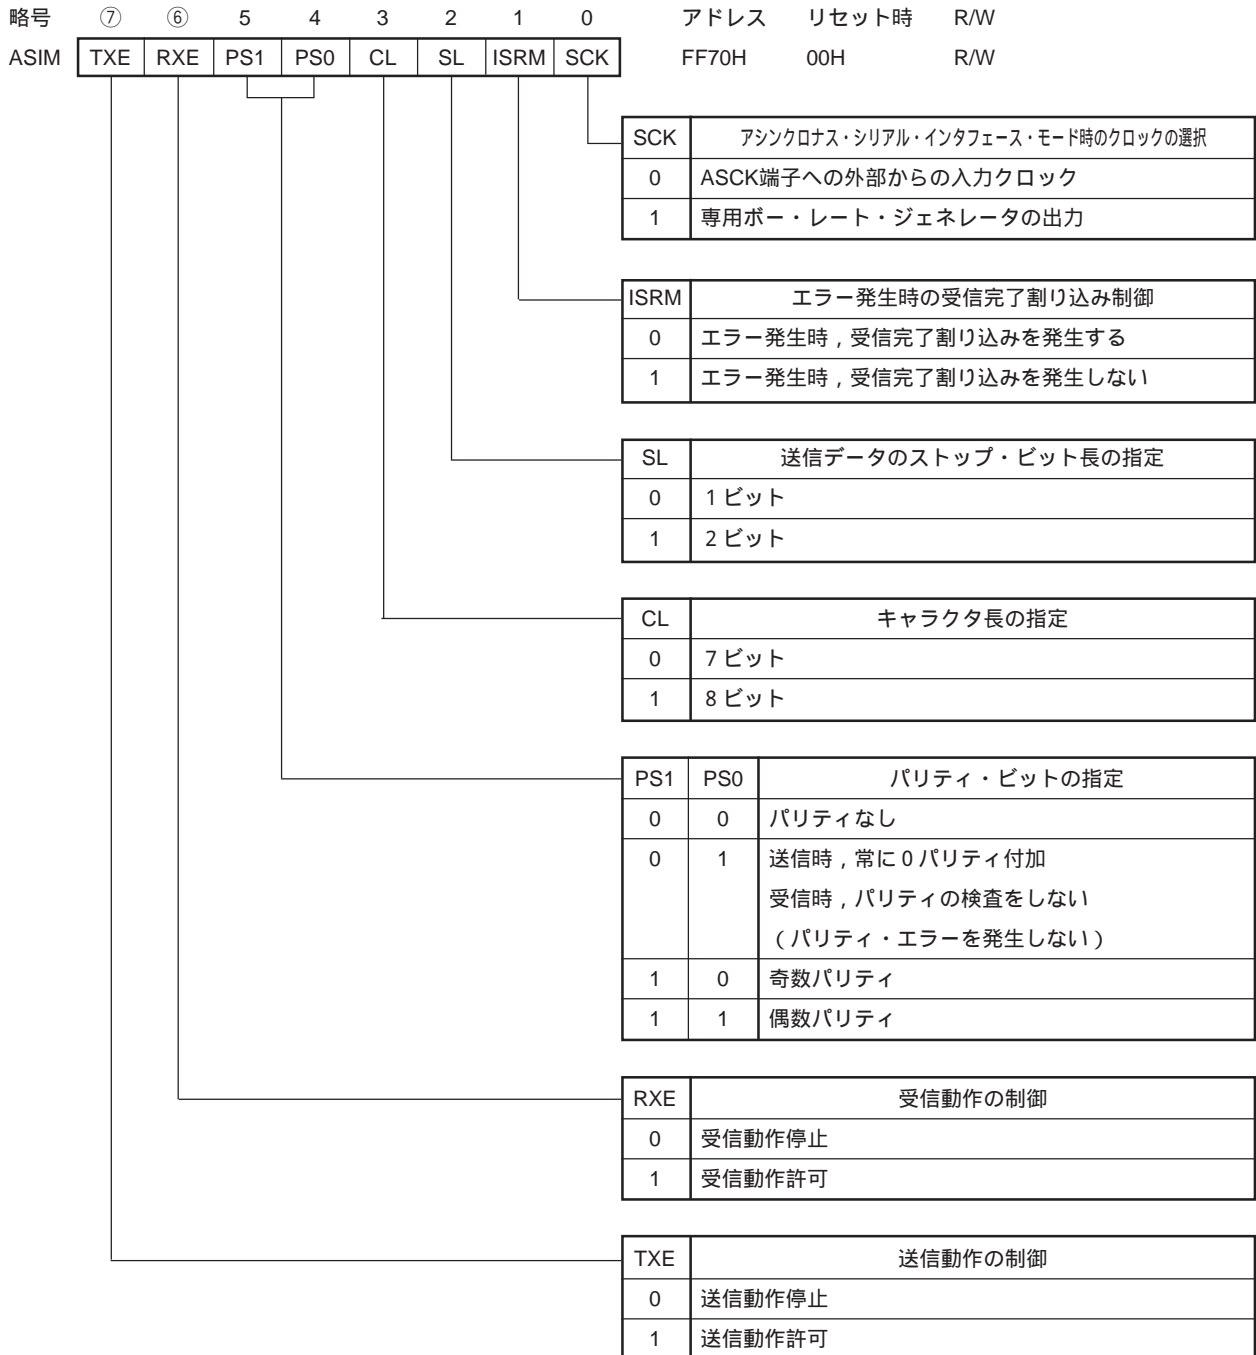 略号 ⑦ ⑥ 5 4 3 2 1 0 アドレス リセット時 R/W
ASIM TXE RXE PS1 PS0 CL SL ISRM SCK FF70H 00H R/W
SCK アシンクロナス・シリアル・インタフェース・モード時のクロックの選択
0 ASCK端子への外部からの入力クロック
1 専用ボー・レート・ジェネレータの出力
ISRM エラー発生時の受信完了割り込み制御
0 エラー発生時，受信完了割り込みを発生する
1 エラー発生時，受信完了割り込みを発生しない
SL 送信データのストップ・ビット長の指定
0 1ビット
1 2ビット
CL キャラクタ長の指定
0 7ビット
1 8ビット
PS1 PS0 パリティ・ビットの指定
0 0 パリティなし
0 1 送信時，常に0パリティ付加
受信時，パリティの検査をしない
（パリティ・エラーを発生しない）
1 0 奇数パリティ
1 1 偶数パリティ
RXE 受信動作の制御
0 受信動作停止
1 受信動作許可
TXE 送信動作の制御
0 送信動作停止
1 送信動作許可